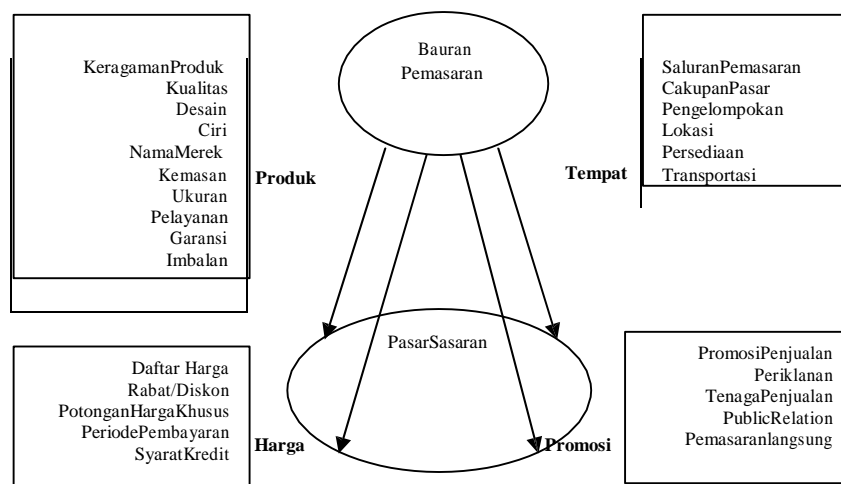 Bauran
Pemasaran
KeragamanProduk
Kualitas
Desain
Ciri
NamaMerek
Kemasan
Ukuran
Pelayanan
Garansi
Imbalan
Produk
Tempat
SaluranPemasaran
CakupanPasar
Pengelompokan
Lokasi
Persediaan
Transportasi
PasarSasaran
Daftar Harga
Rabat/Diskon
PotonganHargaKhusus
PeriodePembayaran
SyaratKredit
Harga
Promosi
PromosiPenjualan
Periklanan
TenagaPenjualan
PublicRelation
Pemasaranlangsung